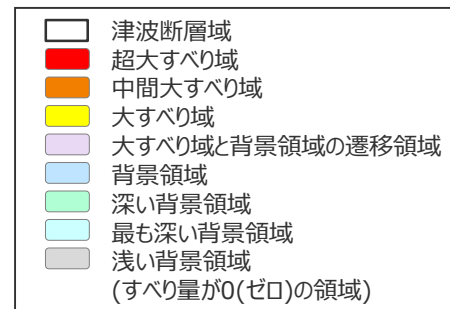 津波断層域
超大すべり域
中間大すべり域
大すべり域
大すべり域と背景領域の遷移領域
背景領域
深い背景領域
最も深い背景領域
浅い背景領域
(すべり量が0(ゼロ)の領域)